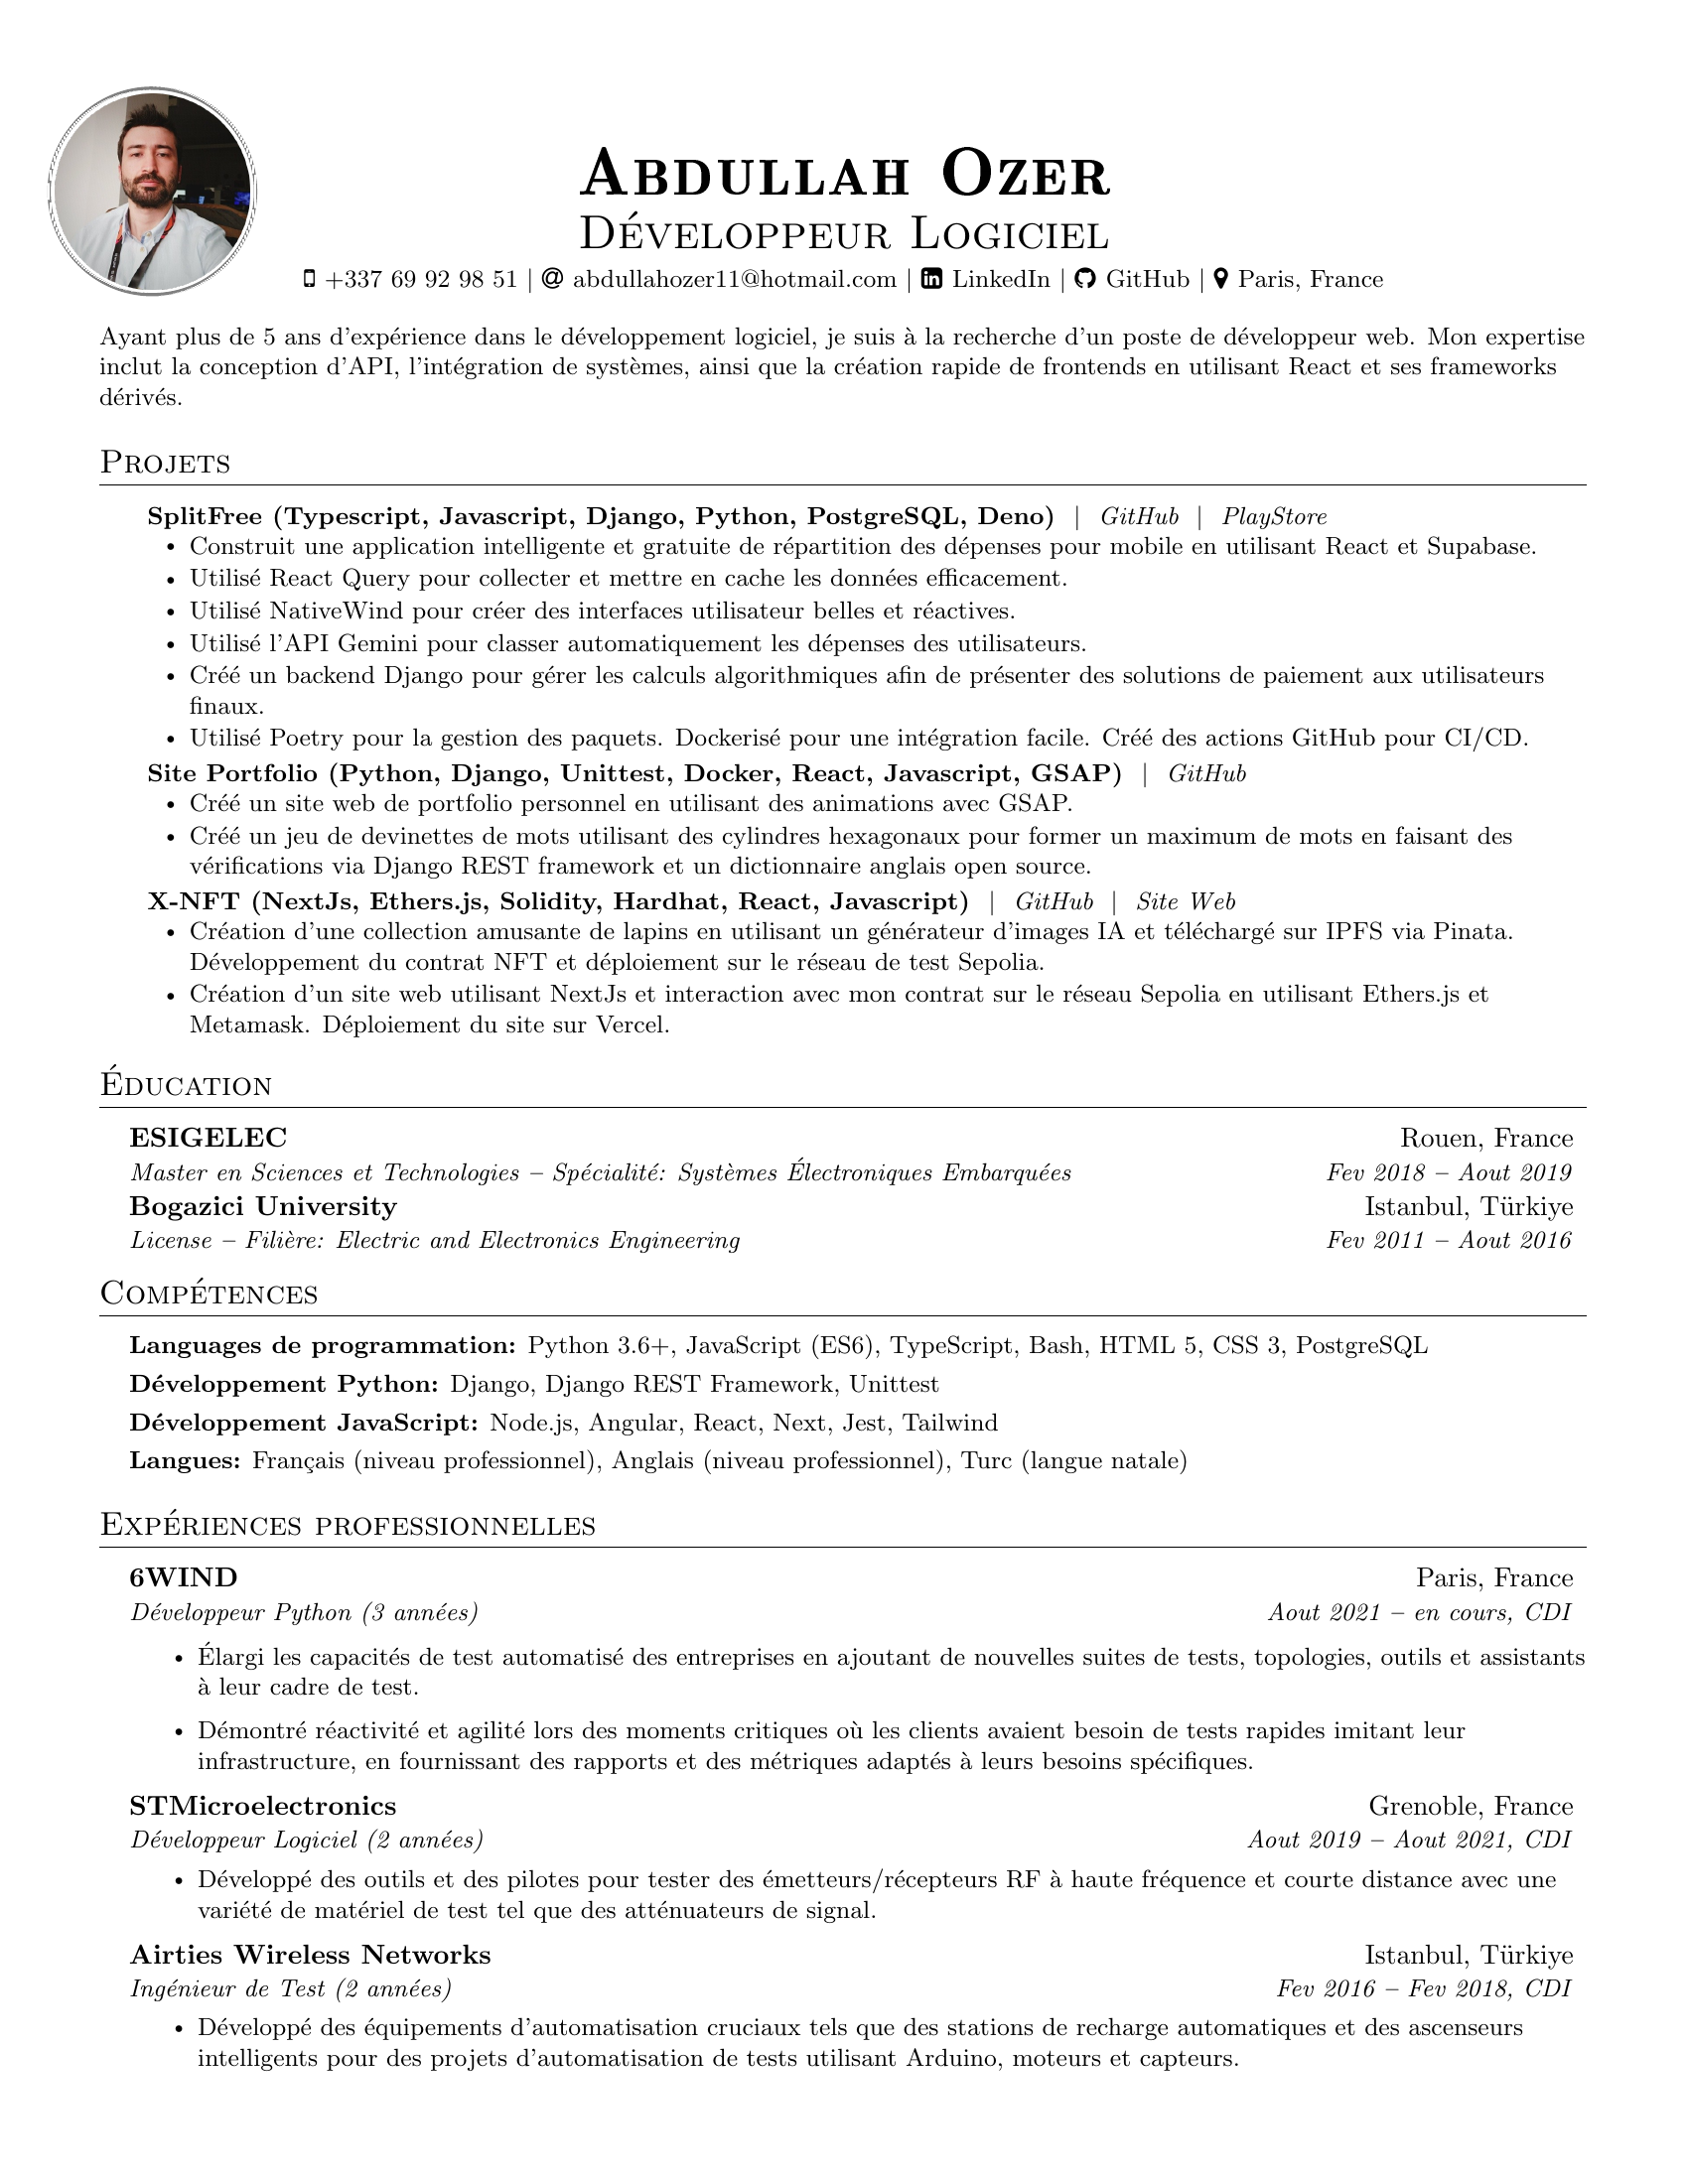 Abdullah Ozer
Développeur Logiciel
+337 69 92 98 51 | abdullahozer11@hotmail.com | LinkedIn | GitHub | Paris, France
Ayant plus de 5 ans d'expérience dans le développement logiciel, je suis à la recherche d'un poste de développeur web. Mon expertise
inclut la conception d'API, l'intégration de systèmes, ainsi que la création rapide de frontends en utilisant React et ses frameworks
dérivés.
Projets
SplitFree (Typescript, Javascript, Django, Python, PostgreSQL, Deno) | GitHub | PlayStore
• Construit une application intelligente et gratuite de répartition des dépenses pour mobile en utilisant React et Supabase.
• Utilisé React Query pour collecter et mettre en cache les données efficacement.
• Utilisé NativeWind pour créer des interfaces utilisateur belles et réactives.
• Utilisé l'API Gemini pour classer automatiquement les dépenses des utilisateurs.
• Créé un backend Django pour gérer les calculs algorithmiques afin de présenter des solutions de paiement aux utilisateurs
finaux.
• Utilisé Poetry pour la gestion des paquets. Dockerisé pour une intégration facile. Créé des actions GitHub pour CI/CD.
Site Portfolio (Python, Django, Unittest, Docker, React, Javascript, GSAP) | GitHub
• Créé un site web de portfolio personnel en utilisant des animations avec GSAP.
• Créé un jeu de devinettes de mots utilisant des cylindres hexagonaux pour former un maximum de mots en faisant des
vérifications via Django REST framework et un dictionnaire anglais open source.
X-NFT (NextJs, Ethers.js, Solidity, Hardhat, React, Javascript) | GitHub | Site Web
• Création d'une collection amusante de lapins en utilisant un générateur d'images IA et téléchargé sur IPFS via Pinata.
Développement du contrat NFT et déploiement sur le réseau de test Sepolia.
• Création d'un site web utilisant NextJs et interaction avec mon contrat sur le réseau Sepolia en utilisant Ethers.js et
Metamask. Déploiement du site sur Vercel.
Éducation
ESIGELEC Rouen, France
Master en Sciences et Technologies – Spécialité: Systèmes Électroniques Embarquées Fev 2018 – Aout 2019
Bogazici University Istanbul, Türkiye
License – Filière: Electric and Electronics Engineering Fev 2011 – Aout 2016
Compétences
Languages de programmation: Python 3.6+, JavaScript (ES6), TypeScript, Bash, HTML 5, CSS 3, PostgreSQL
Développement Python: Django, Django REST Framework, Unittest
Développement JavaScript: Node.js, Angular, React, Next, Jest, Tailwind
Langues: Français (niveau professionnel), Anglais (niveau professionnel), Turc (langue natale)
Expériences professionnelles
6WIND Paris, France
Développeur Python (3 années) Aout 2021 – en cours, CDI
• Élargi les capacités de test automatisé des entreprises en ajoutant de nouvelles suites de tests, topologies, outils et assistants
à leur cadre de test.
• Démontré réactivité et agilité lors des moments critiques où les clients avaient besoin de tests rapides imitant leur
infrastructure, en fournissant des rapports et des métriques adaptés à leurs besoins spécifiques.
STMicroelectronics Grenoble, France
Développeur Logiciel (2 années) Aout 2019 – Aout 2021, CDI
• Développé des outils et des pilotes pour tester des émetteurs/récepteurs RF à haute fréquence et courte distance avec une
variété de matériel de test tel que des atténuateurs de signal.
Airties Wireless Networks Istanbul, Türkiye
Ingénieur de Test (2 années) Fev 2016 – Fev 2018, CDI
• Développé des équipements d'automatisation cruciaux tels que des stations de recharge automatiques et des ascenseurs
intelligents pour des projets d'automatisation de tests utilisant Arduino, moteurs et capteurs.